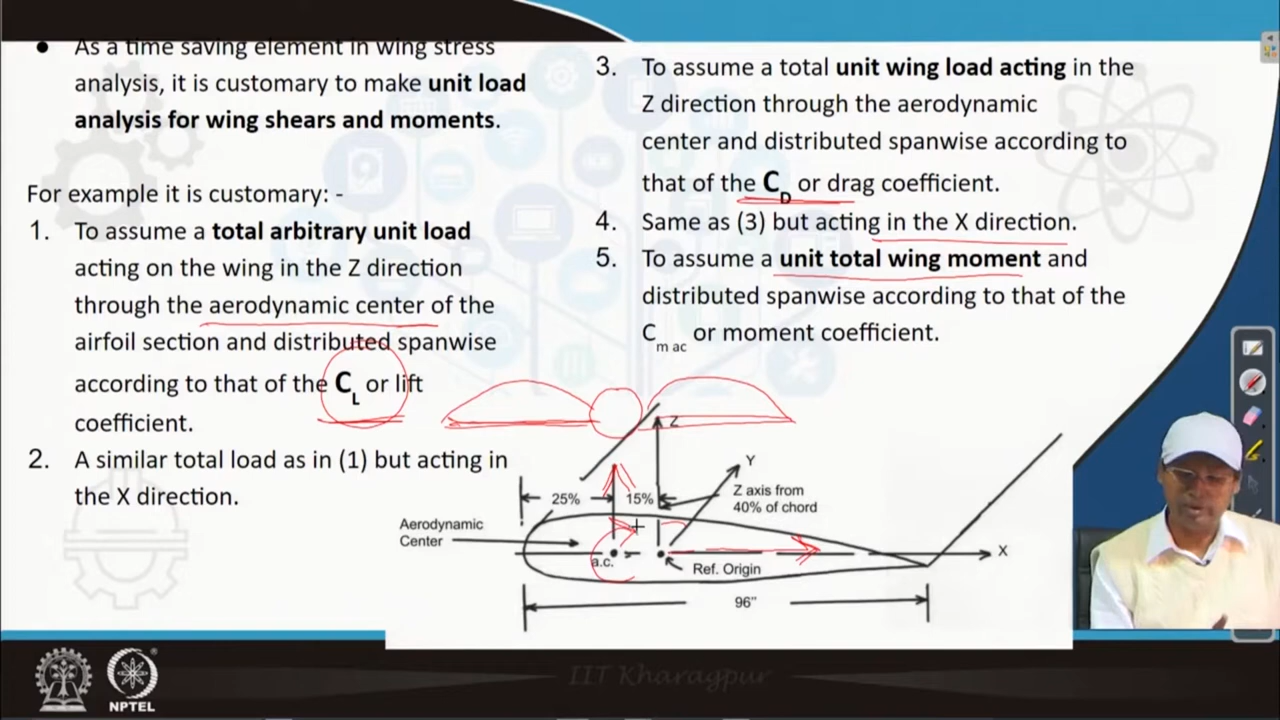 ● As a time saving element in wing stress
analysis, it is customary to make unit load
analysis for wing shears and moments.
For example it is customary: -
1. To assume a total arbitrary unit load
acting on the wing in the Z direction
through the aerodynamic center of the
airfoil section and distributed spanwise
according to that of the C L or lift
coefficient.
2. A similar total load as in (1) but acting in
the X direction.
3. To assume a total unit wing load acting in the
Z direction through the aerodynamic
center and distributed spanwise according to
that of the C D or drag coefficient.
4. Same as (3) but acting in the X direction.
5. To assume a unit total wing moment and
distributed spanwise according to that of the
C m ac or moment coefficient.
Z
Y
25%
15%
Z axis from
40% of chord
Aerodynamic
Center
a.c.
Ref. Origin
X
96"
NPTEL
IIT Kharagpur